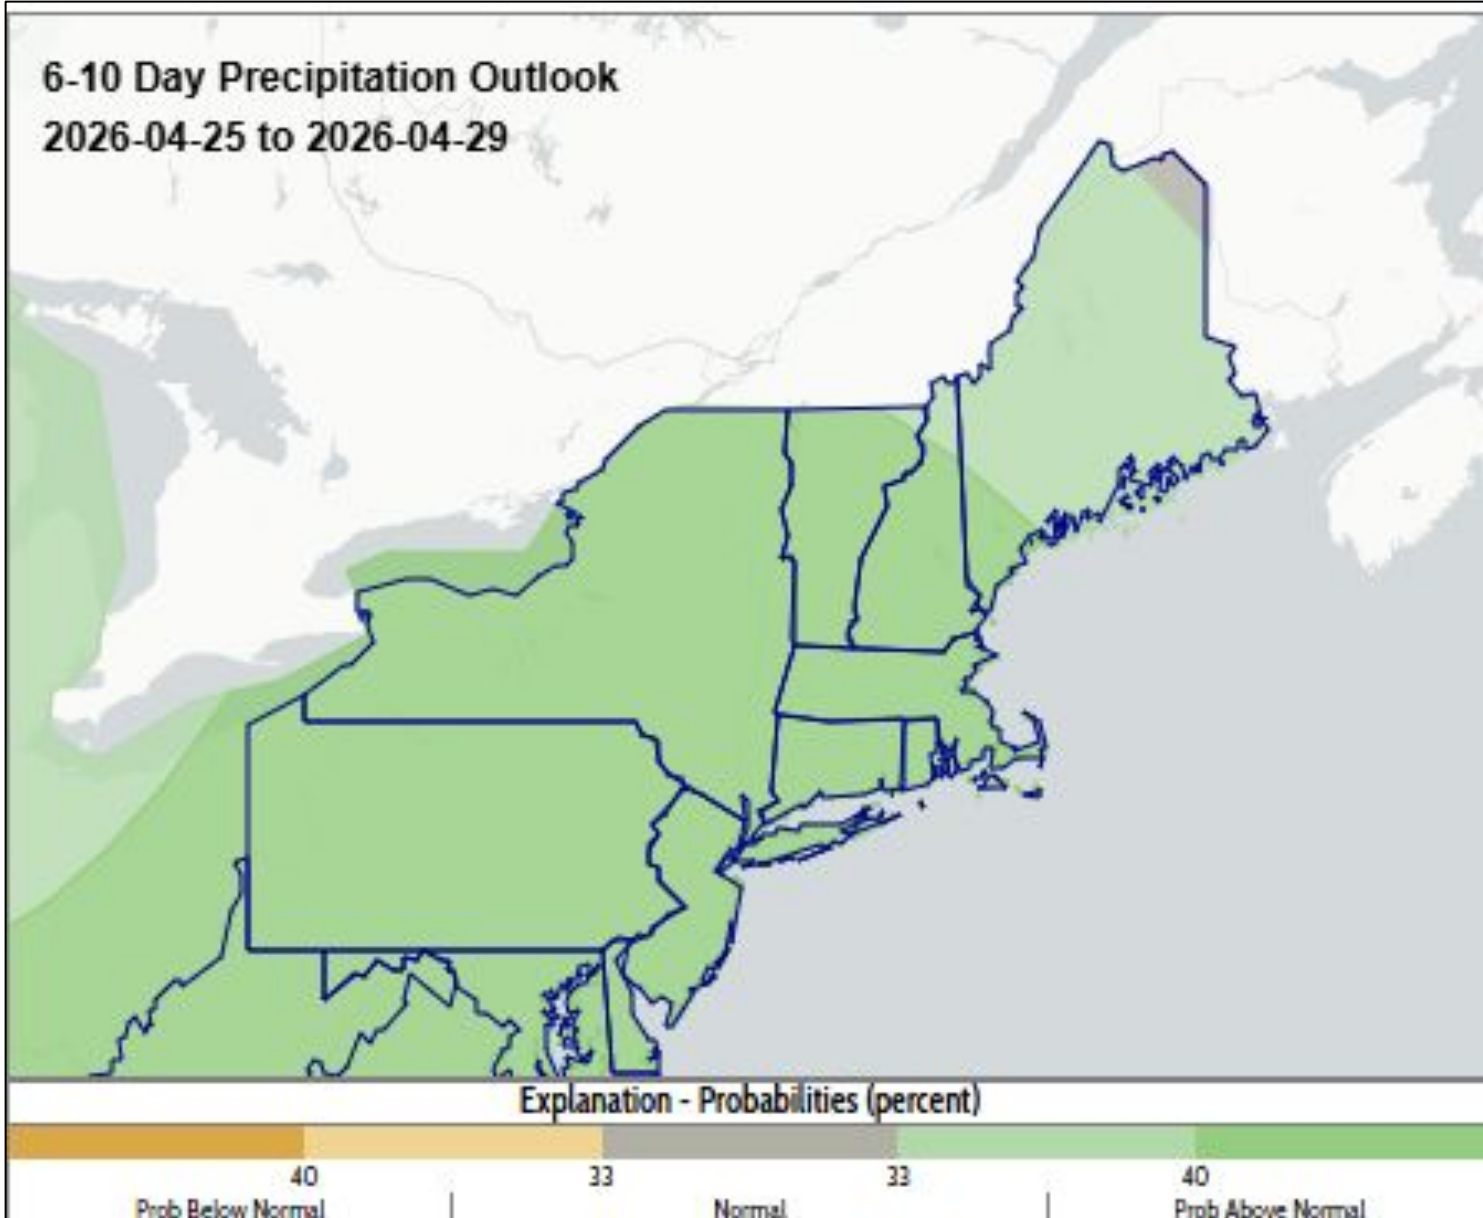 6-10 Day Precipitation Outlook
2026-04-25 to 2026-04-29
Explanation - Probabilities (percent)
40 33 33 40
Prob Below Normal | Normal | Prob Above Normal